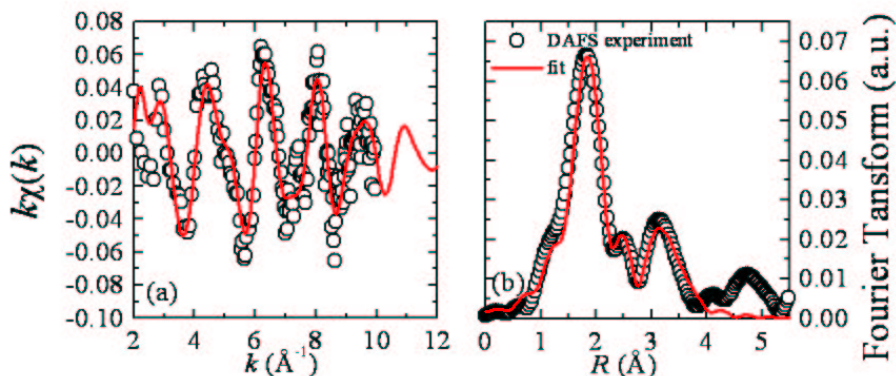 0.08
0.06
0.04
0.02
0.00
-0.02
-0.04
-0.06
-0.08
-0.10
kχ(k)
(a)
2 4 6 8 10 12
k (Å⁻¹)
DAFS experiment
fit
(b)
0 1 2 3 4 5
R (Å)
0.07
0.06
0.05
0.04
0.03
0.02
0.01
0.00
Fourier Tansform (a.u.)